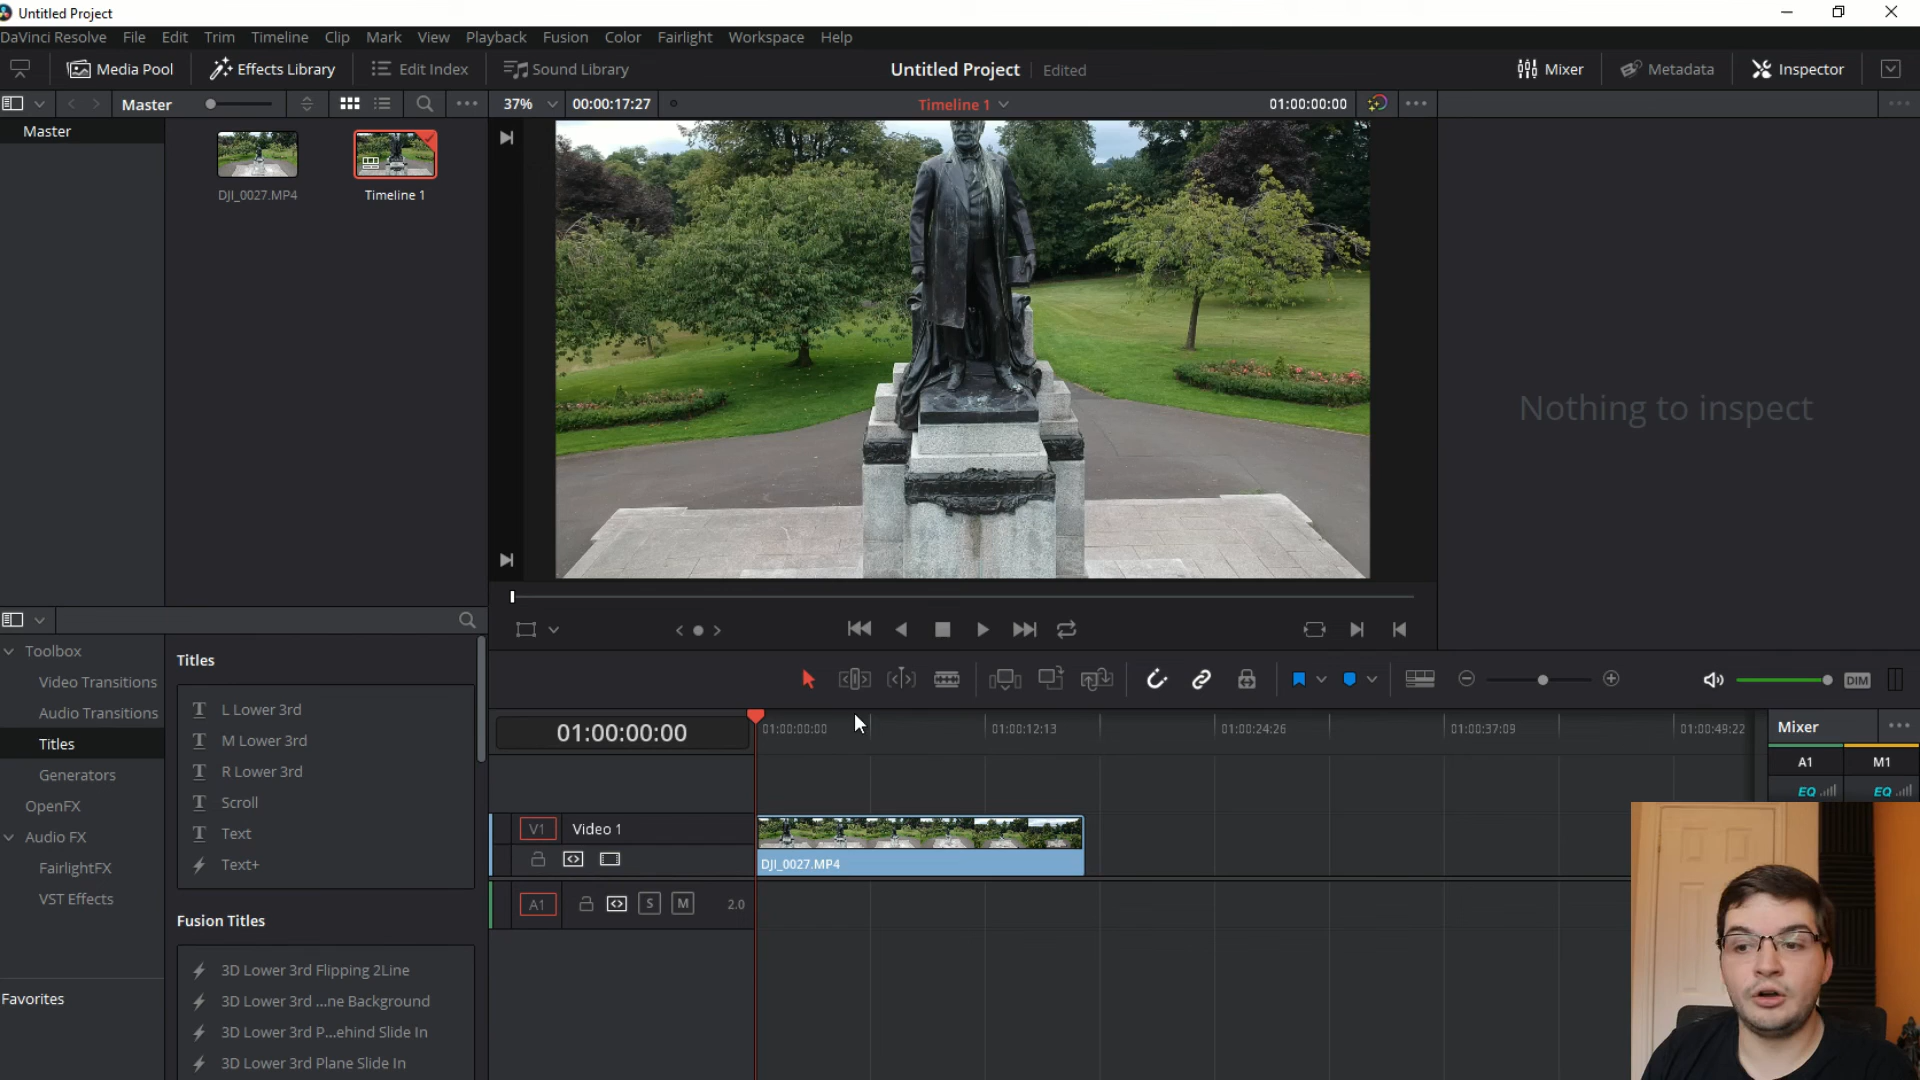 Untitled Project
DaVinci Resolve File Edit Trim Timeline Clip Mark View Playback Fusion Color Fairlight Workspace Help
Media Pool Effects Library Edit Index Sound Library Untitled Project Edited Mixer Metadata Inspector
Master 37% 00:00:17:27 Timeline 1 01:00:00:00
Master
DJI_0027.MP4 Timeline 1
Nothing to inspect
Toolbox
Video Transitions
Audio Transitions
Titles
Generators
OpenFX
Audio FX
FairlightFX
VST Effects
Favorites
Titles
L Lower 3rd
M Lower 3rd
R Lower 3rd
Scroll
Text
Text+
Fusion Titles
3D Lower 3rd Flipping 2Line
3D Lower 3rd ...ne Background
3D Lower 3rd P...ehind Slide In
3D Lower 3rd Plane Slide In
DIM
01:00:00:00 01:00:00:00 01:00:12:13 01:00:24:26 01:00:37:09 01:00:49:22
V1 Video 1
DJI_0027.MP4
A1 S M 2.0
Mixer
A1 M1
EQ EQ